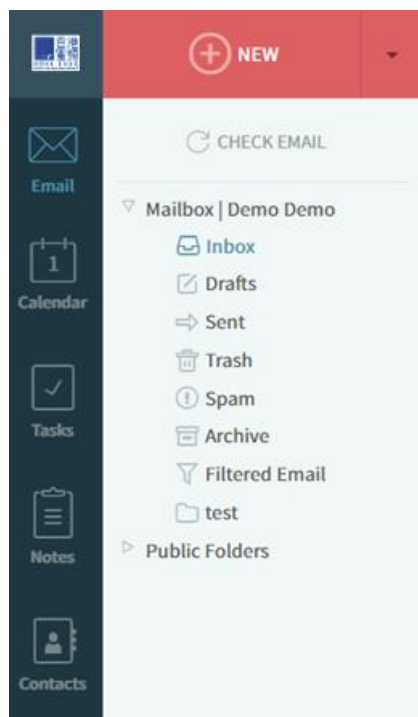 NEW
CHECK EMAIL
Email
Calendar
1
Tasks
Notes
Contacts
Mailbox | Demo Demo
Inbox
Drafts
Sent
Trash
Spam
Archive
Filtered Email
test
Public Folders